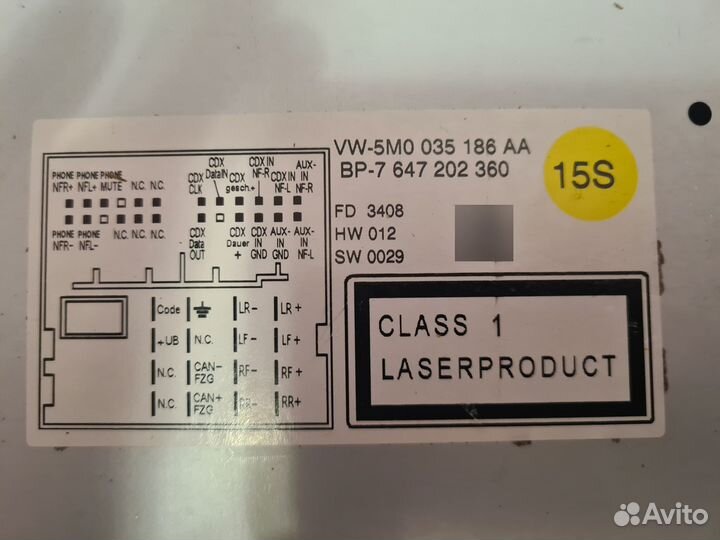 VW-5M0 035 186 AA
BP-7 647 202 360
15S
FD 3408
HW 012
SW 0029
CLASS 1
LASERPRODUCT
PHONE NFR+ PHONE NFL+ PHONE MUTE N.C. N.C.
PHONE NFR- PHONE NFL- N.C. N.C. N.C.
CDX CLK CDX DataIN gesch.+ CDX IN NF-R CDX IN NF-L AUX-IN NF-R
CDX Data OUT CDX Dauer + CDX IN GND AUX-IN GND AUX-IN NF-L
Code LR- LR+
+UB N.C. LF- LF+
N.C. CAN-FZG RF- RF+
N.C. CAN+FZG RR- RR+
Avito